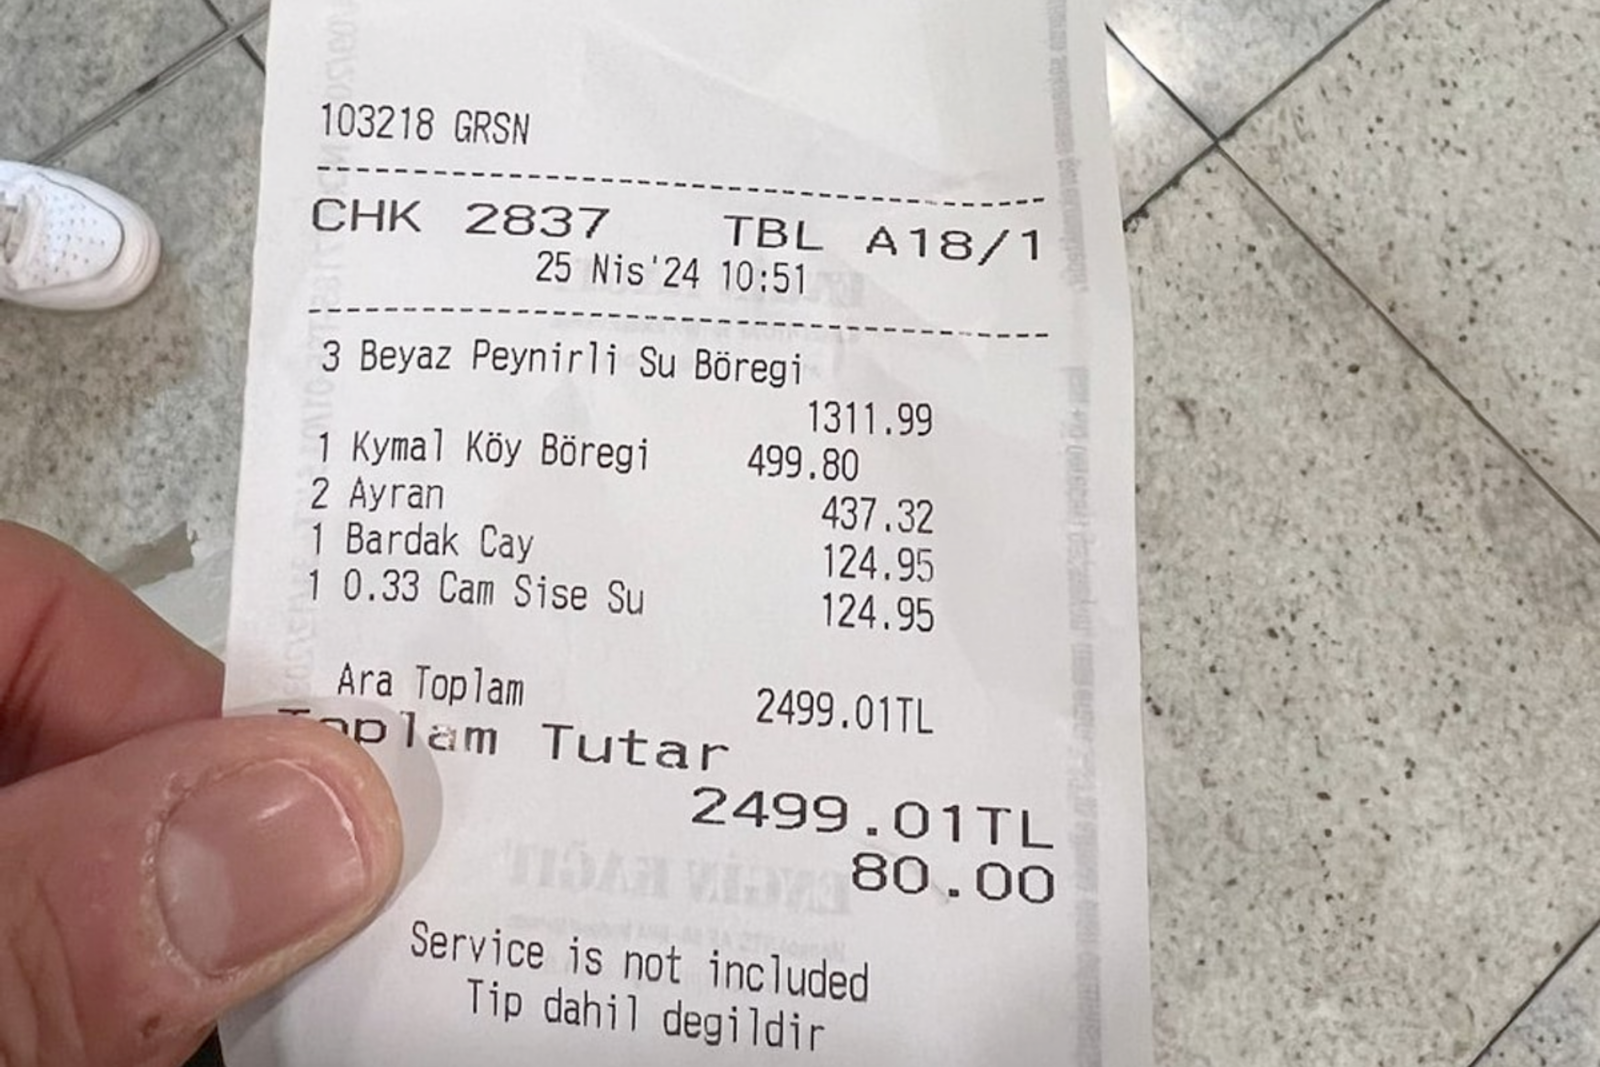 103218 GRSN
CHK 2837 TBL A18/1
25 Nis'24 10:51
3 Beyaz Peynirli Su Böregi
1311.99
1 Kymal Köy Böregi 499.80
2 Ayran 437.32
1 Bardak Cay 124.95
1 0.33 Cam Sise Su 124.95
Ara Toplam 2499.01TL
Toplam Tutar
2499.01TL
80.00
Service is not included
Tip dahil degildir